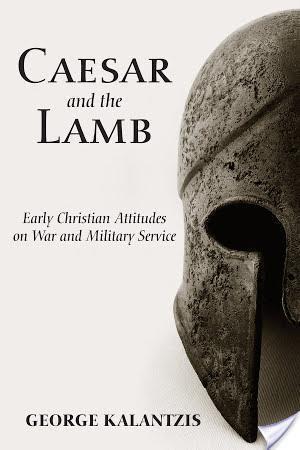 CAESAR
and the
LAMB
Early Christian Attitudes
on War and Military Service
GEORGE KALANTZIS